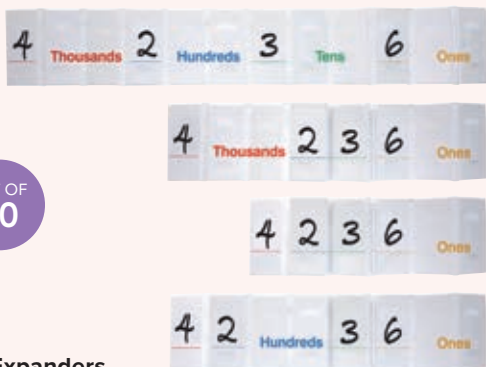 4 Thousands 2 Hundreds 3 Tens 6 Ones
4 Thousands 2 3 6 Ones
OF
0
4 2 3 6 Ones
4 2 Hundreds 3 6 Ones